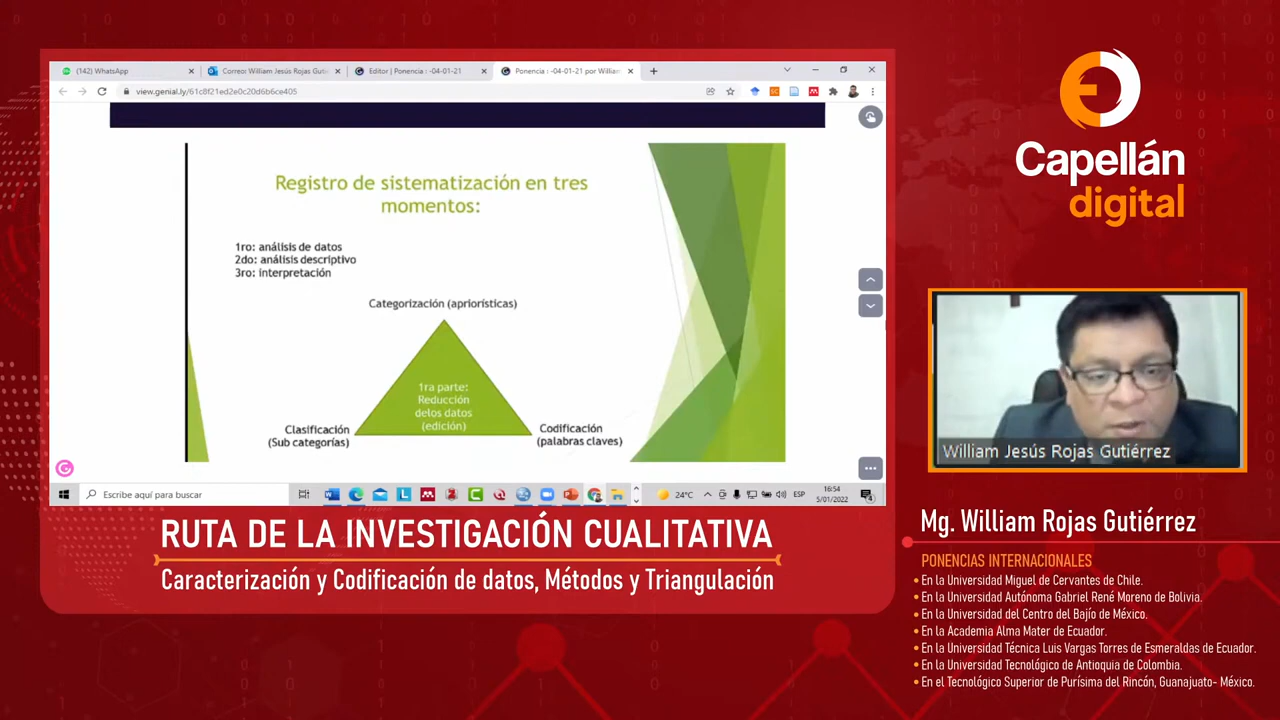 (142) WhatsApp
Correo: William Jesús Rojas Guti
Editor | Ponencia : -04-01-21
Ponencia : -04-01-21 por William
view.genial.ly/61c8f21ed2e0c20d6b6ce405
Registro de sistematización en tres
momentos:
1ro: análisis de datos
2do: análisis descriptivo
3ro: interpretación
Categorización (apriorísticas)
1ra parte:
Reducción
delos datos
(edición)
Clasificación
(Sub categorías)
Codificación
(palabras claves)
Escribe aquí para buscar
24°C
ESP
16:54
5/01/2022
RUTA DE LA INVESTIGACIÓN CUALITATIVA
Caracterización y Codificación de datos, Métodos y Triangulación
Capellán
digital
William Jesús Rojas Gutiérrez
Mg. William Rojas Gutiérrez
PONENCIAS INTERNACIONALES
• En la Universidad Miguel de Cervantes de Chile.
• En la Universidad Autónoma Gabriel René Moreno de Bolivia.
• En la Universidad del Centro del Bajío de México.
• En la Academia Alma Mater de Ecuador.
• En la Universidad Técnica Luis Vargas Torres de Esmeraldas de Ecuador.
• En la Universidad Tecnológico de Antioquia de Colombia.
• En el Tecnológico Superior de Purísima del Rincón, Guanajuato- México.